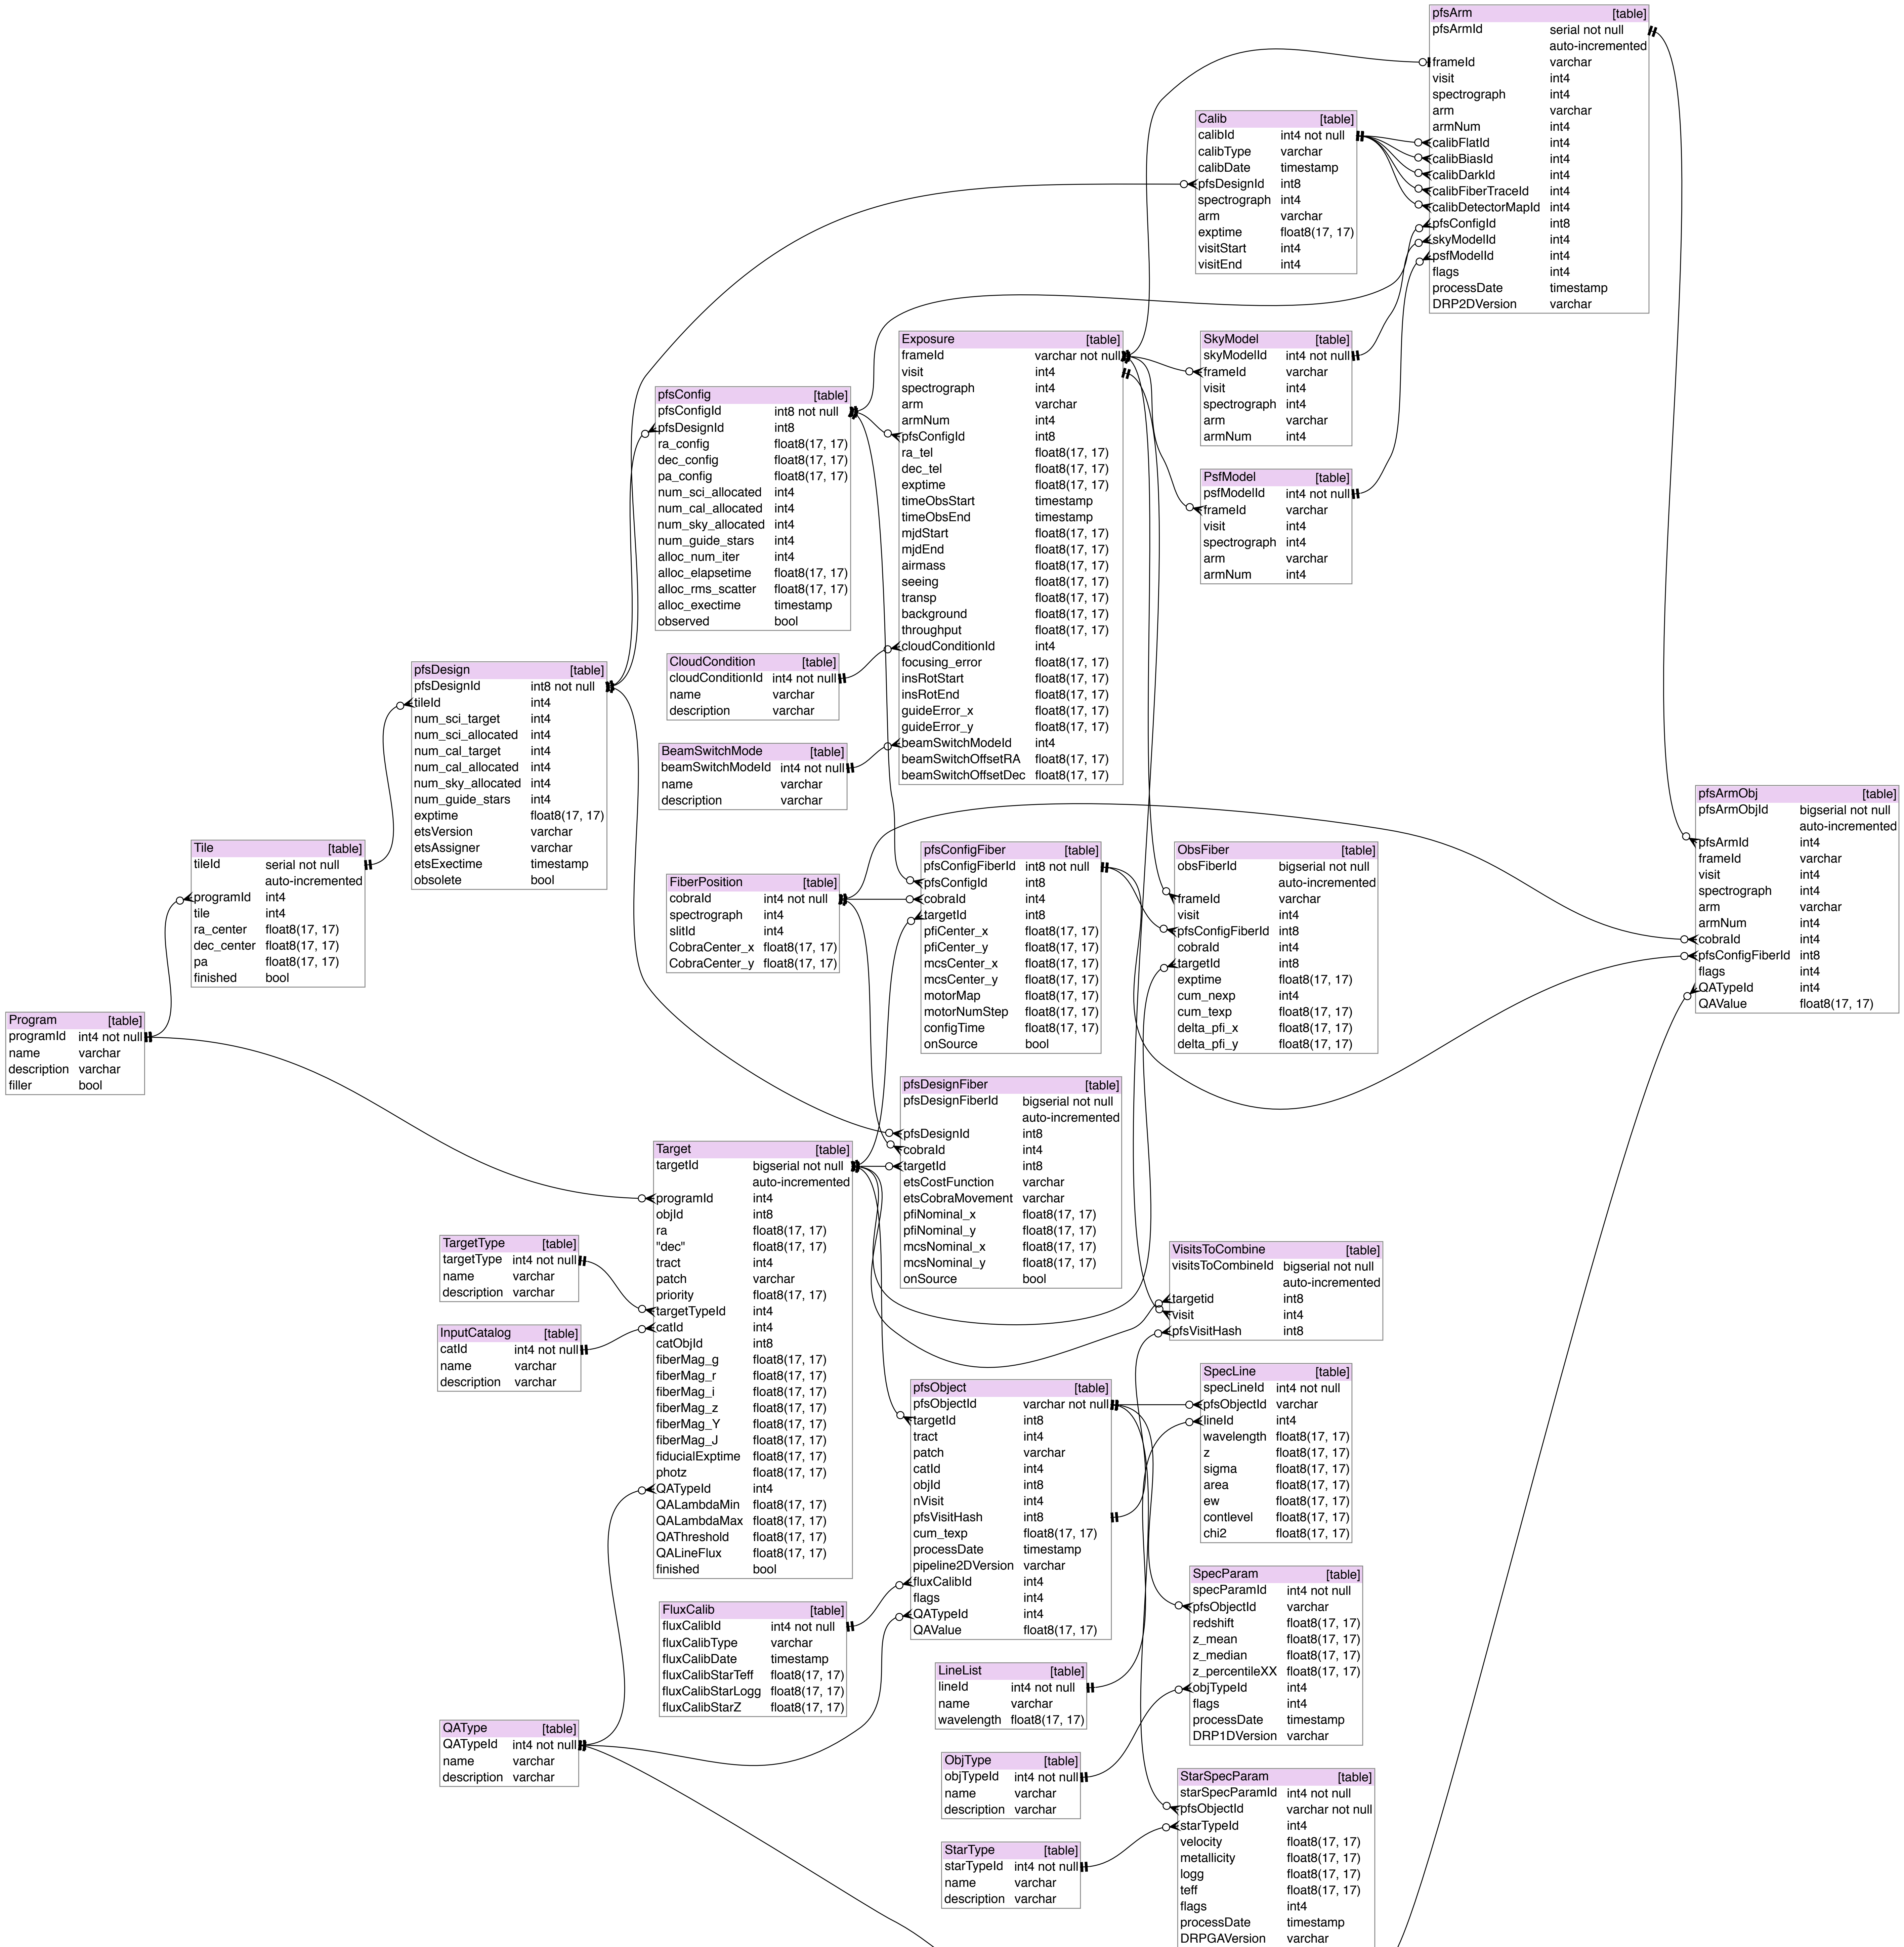 pfsArm [table]
pfsArmId serial not null
auto-incremented
frameId varchar
visit int4
spectrograph int4
arm varchar
armNum int4
calibFlatId int4
calibBiasId int4
calibDarkId int4
calibFiberTraceId int4
calibDetectorMapId int4
pfsConfigId int8
skyModelId int4
psfModelId int4
flags int4
processDate timestamp
DRP2DVersion varchar
Calib [table]
calibId int4 not null
calibType varchar
calibDate timestamp
pfsDesignId int8
spectrograph int4
arm varchar
exptime float8(17, 17)
visitStart int4
visitEnd int4
Exposure [table]
frameId varchar not null
visit int4
spectrograph int4
arm varchar
armNum int4
pfsConfigId int8
ra_tel float8(17, 17)
dec_tel float8(17, 17)
exptime float8(17, 17)
timeObsStart timestamp
timeObsEnd timestamp
mjdStart float8(17, 17)
mjdEnd float8(17, 17)
airmass float8(17, 17)
seeing float8(17, 17)
transp float8(17, 17)
background float8(17, 17)
throughput float8(17, 17)
cloudConditionId int4
focusing_error float8(17, 17)
insRotStart float8(17, 17)
insRotEnd float8(17, 17)
guideError_x float8(17, 17)
guideError_y float8(17, 17)
beamSwitchModeId int4
beamSwitchOffsetRA float8(17, 17)
beamSwitchOffsetDec float8(17, 17)
SkyModel [table]
skyModelId int4 not null
frameId varchar
visit int4
spectrograph int4
arm varchar
armNum int4
PsfModel [table]
psfModelId int4 not null
frameId varchar
visit int4
spectrograph int4
arm varchar
armNum int4
pfsConfig [table]
pfsConfigId int8 not null
pfsDesignId int8
ra_config float8(17, 17)
dec_config float8(17, 17)
pa_config float8(17, 17)
num_sci_allocated int4
num_cal_allocated int4
num_sky_allocated int4
num_guide_stars int4
alloc_num_iter int4
alloc_elapsetime float8(17, 17)
alloc_rms_scatter float8(17, 17)
alloc_exectime timestamp
observed bool
CloudCondition [table]
cloudConditionId int4 not null
name varchar
description varchar
BeamSwitchMode [table]
beamSwitchModeId int4 not null
name varchar
description varchar
pfsDesign [table]
pfsDesignId int8 not null
tileId int4
num_sci_target int4
num_sci_allocated int4
num_cal_target int4
num_cal_allocated int4
num_sky_allocated int4
num_guide_stars int4
exptime float8(17, 17)
etsVersion varchar
etsAssigner varchar
etsExectime timestamp
obsolete bool
Tile [table]
tileId serial not null
auto-incremented
programId int4
tile int4
ra_center float8(17, 17)
dec_center float8(17, 17)
pa float8(17, 17)
finished bool
Program [table]
programId int4 not null
name varchar
description varchar
filler bool
FiberPosition [table]
cobraId int4 not null
spectrograph int4
slitId int4
CobraCenter_x float8(17, 17)
CobraCenter_y float8(17, 17)
pfsConfigFiber [table]
pfsConfigFiberId int8 not null
pfsConfigId int8
cobraId int4
targetId int8
pfiCenter_x float8(17, 17)
pfiCenter_y float8(17, 17)
mcsCenter_x float8(17, 17)
mcsCenter_y float8(17, 17)
motorMap float8(17, 17)
motorNumStep float8(17, 17)
configTime float8(17, 17)
onSource bool
ObsFiber [table]
obsFiberId bigserial not null
auto-incremented
frameId varchar
visit int4
pfsConfigFiberId int8
cobraId int4
targetId int8
exptime float8(17, 17)
cum_nexp int4
cum_texp float8(17, 17)
delta_pfi_x float8(17, 17)
delta_pfi_y float8(17, 17)
pfsArmObj [table]
pfsArmObjId bigserial not null
auto-incremented
pfsArmId int4
frameId varchar
visit int4
spectrograph int4
arm varchar
armNum int4
cobraId int4
pfsConfigFiberId int8
flags int4
QATypeId int4
QAValue float8(17, 17)
pfsDesignFiber [table]
pfsDesignFiberId bigserial not null
auto-incremented
pfsDesignId int8
cobraId int4
targetId int8
etsCostFunction varchar
etsCobraMovement varchar
pfiNominal_x float8(17, 17)
pfiNominal_y float8(17, 17)
mcsNominal_x float8(17, 17)
mcsNominal_y float8(17, 17)
onSource bool
Target [table]
targetId bigserial not null
auto-incremented
programId int4
objId int8
ra float8(17, 17)
"dec" float8(17, 17)
tract int4
patch varchar
priority float8(17, 17)
targetTypeId int4
catId int4
catObjId int8
fiberMag_g float8(17, 17)
fiberMag_r float8(17, 17)
fiberMag_i float8(17, 17)
fiberMag_z float8(17, 17)
fiberMag_Y float8(17, 17)
fiberMag_J float8(17, 17)
fiducialExptime float8(17, 17)
photz float8(17, 17)
QATypeId int4
QALambdaMin float8(17, 17)
QALambdaMax float8(17, 17)
QAThreshold float8(17, 17)
QALineFlux float8(17, 17)
finished bool
TargetType [table]
targetType int4 not null
name varchar
description varchar
InputCatalog [table]
catId int4 not null
name varchar
description varchar
VisitsToCombine [table]
visitsToCombineId bigserial not null
auto-incremented
targetid int8
visit int4
pfsVisitHash int8
pfsObject [table]
pfsObjectId varchar not null
targetId int8
tract int4
patch varchar
catId int4
objId int8
nVisit int4
pfsVisitHash int8
cum_texp float8(17, 17)
processDate timestamp
pipeline2DVersion varchar
fluxCalibId int4
flags int4
QATypeId int4
QAValue float8(17, 17)
SpecLine [table]
specLineId int4 not null
pfsObjectId varchar
lineId int4
wavelength float8(17, 17)
z float8(17, 17)
sigma float8(17, 17)
area float8(17, 17)
ew float8(17, 17)
contlevel float8(17, 17)
chi2 float8(17, 17)
SpecParam [table]
specParamId int4 not null
pfsObjectId varchar
redshift float8(17, 17)
z_mean float8(17, 17)
z_median float8(17, 17)
z_percentileXX float8(17, 17)
objTypeId int4
flags int4
processDate timestamp
DRP1DVersion varchar
FluxCalib [table]
fluxCalibId int4 not null
fluxCalibType varchar
fluxCalibDate timestamp
fluxCalibStarTeff float8(17, 17)
fluxCalibStarLogg float8(17, 17)
fluxCalibStarZ float8(17, 17)
LineList [table]
lineId int4 not null
name varchar
wavelength float8(17, 17)
QAType [table]
QATypeId int4 not null
name varchar
description varchar
ObjType [table]
objTypeId int4 not null
name varchar
description varchar
StarType [table]
starTypeId int4 not null
name varchar
description varchar
StarSpecParam [table]
starSpecParamId int4 not null
pfsObjectId varchar not null
starTypeId int4
velocity float8(17, 17)
metallicity float8(17, 17)
logg float8(17, 17)
teff float8(17, 17)
flags int4
processDate timestamp
DRPGAVersion varchar